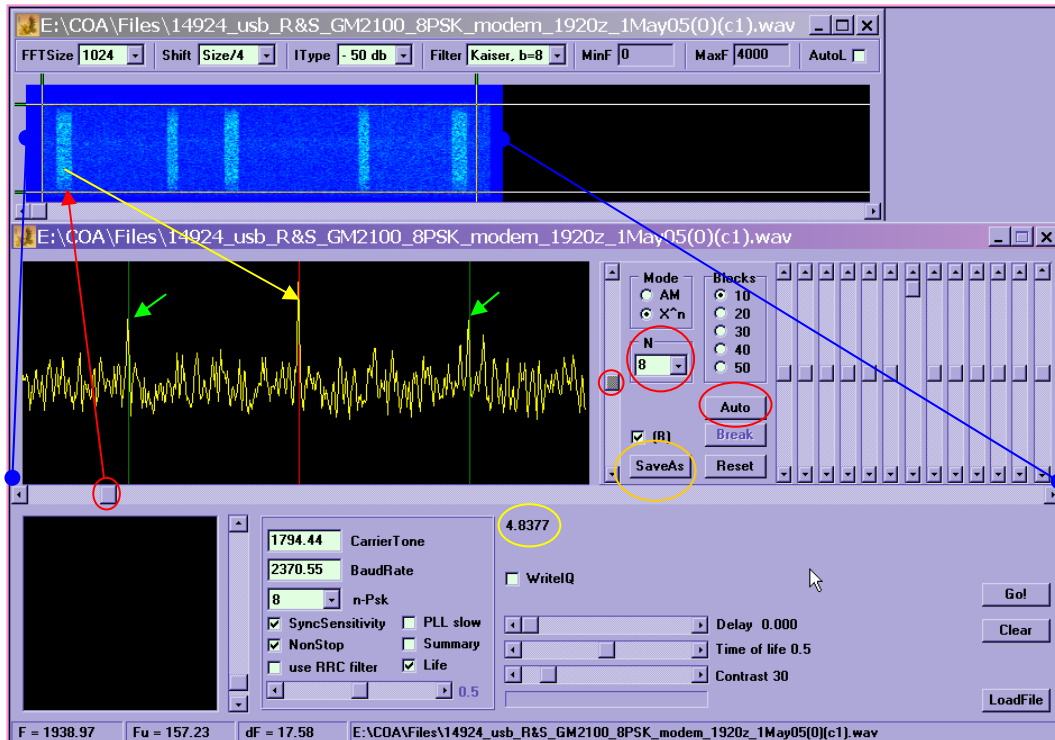 E:\COA\Files\14924_usb_R&S_GM2100_8PSK_modem_1920z_1May05(0)(c1).wav
FFTSize 1024 Shift Size/4 IType - 50 db Filter Kaiser, b=8 MinF 0 MaxF 4000 AutoL
E:\COA\Files\14924_usb_R&S_GM2100_8PSK_modem_1920z_1May05(0)(c1).wav
Mode
AM
X^n
N
8
Blocks
10
20
30
40
50
Auto
(B)
Break
SaveAs
Reset
1794.44 CarrierTone
2370.55 BaudRate
8 n-Psk
SyncSensitivity
PLL slow
NonStop
Summary
use RRC filter
Life
0.5
4.8377
WriteIQ
Delay 0.000
Time of life 0.5
Contrast 30
Go!
Clear
LoadFile
F = 1938.97 Fu = 157.23 dF = 17.58 E:\COA\Files\14924_usb_R&S_GM2100_8PSK_modem_1920z_1May05(0)(c1).wav